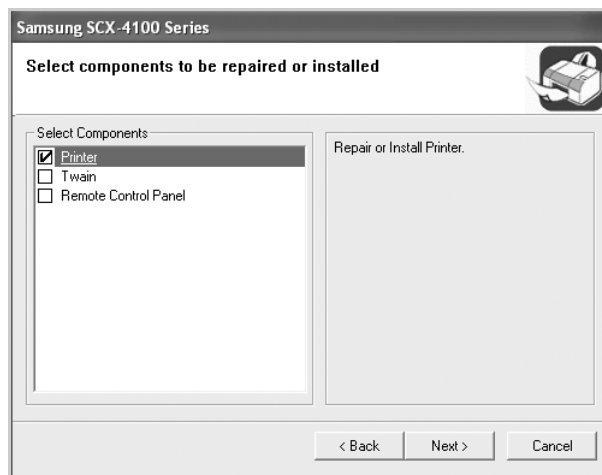 Samsung SCX-4100 Series
Select components to be repaired or installed
Select Components
Printer
Twain
Remote Control Panel
Repair or Install Printer.
< Back
Next >
Cancel